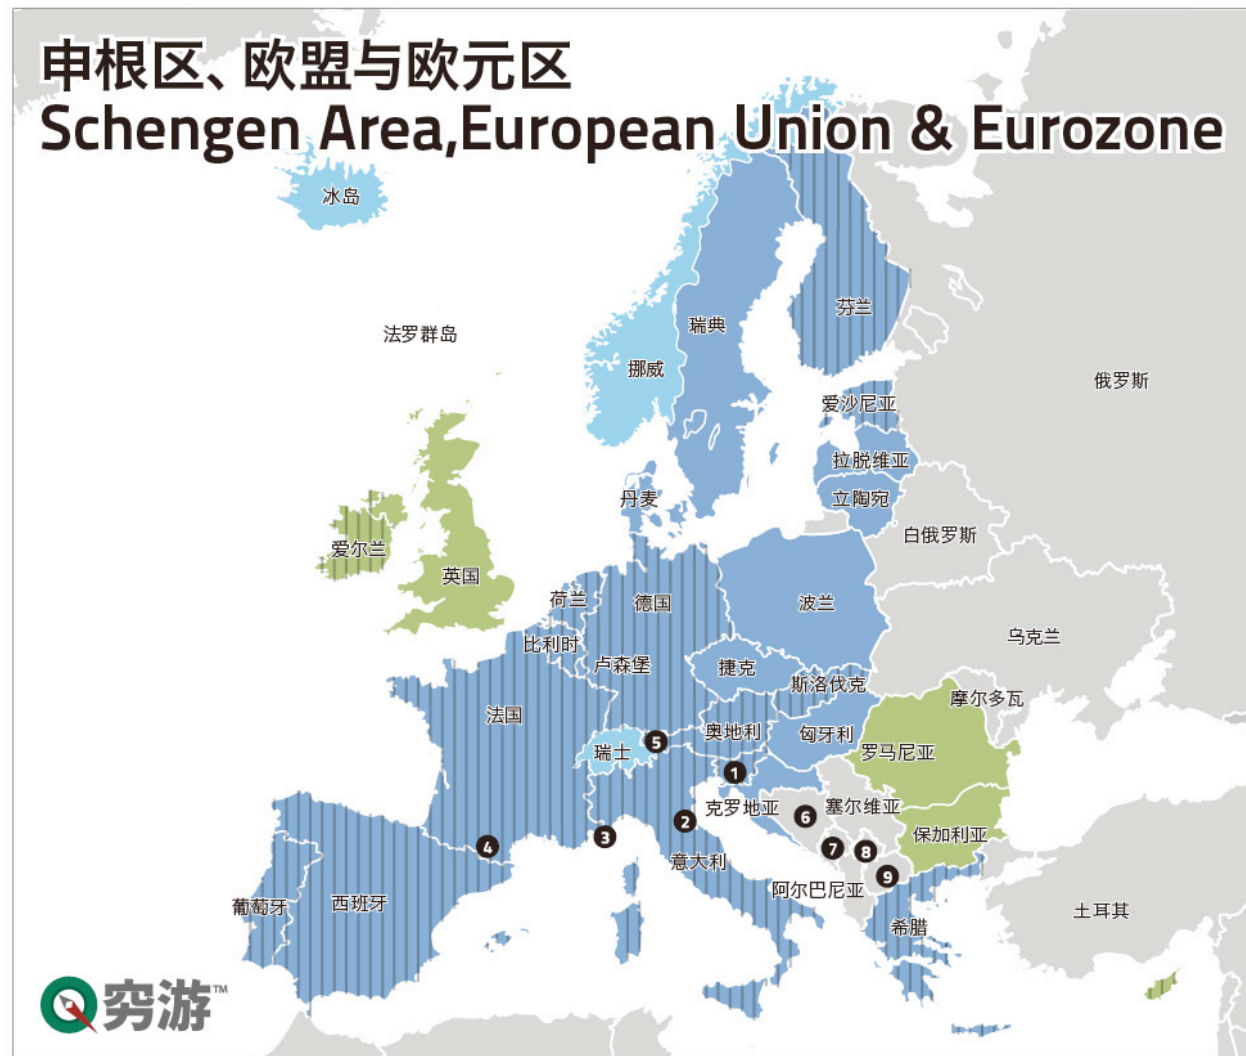 申根区、欧盟与欧元区
Schengen Area,European Union & Eurozone
冰岛
芬兰
瑞典
法罗群岛
挪威
俄罗斯
爱沙尼亚
拉脱维亚
立陶宛
丹麦
白俄罗斯
爱尔兰
英国
荷兰
德国
波兰
乌克兰
比利时
卢森堡
捷克
斯洛伐克
摩尔多瓦
法国
奥地利
匈牙利
瑞士
5
罗马尼亚
1
克罗地亚
塞尔维亚
6
2
保加利亚
3
4
7
8
意大利
9
阿尔巴尼亚
葡萄牙
西班牙
土耳其
希腊
穷游™